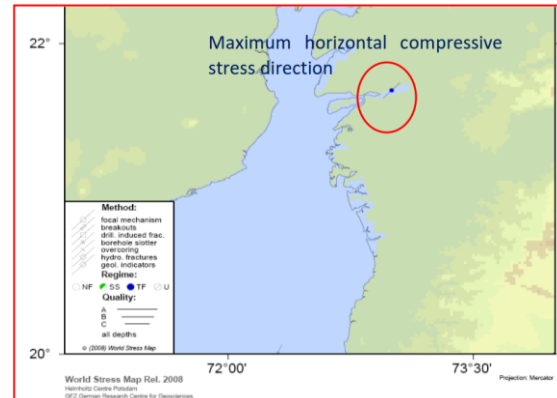 22°
Maximum horizontal compressive
stress direction
Method:
focal mechanism
breakouts
drill. induced frac.
borehole slotter
overcoring
hydro. fractures
geol. indicators
Regime:
NF SS TF U
Quality:
A
B
C
all depths
© (2008) World Stress Map
20°
72°00' 73°30'
World Stress Map Rel. 2008
Helmholtz Centre Potsdam
GFZ German Research Centre for Geosciences
Projection: Mercator